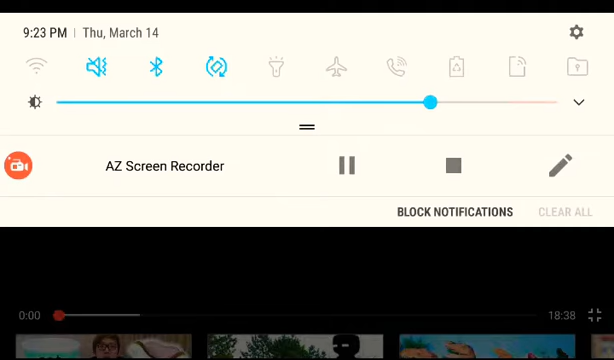 9:23 PM | Thu, March 14
AZ Screen Recorder
BLOCK NOTIFICATIONS CLEAR ALL
0:00 18:38